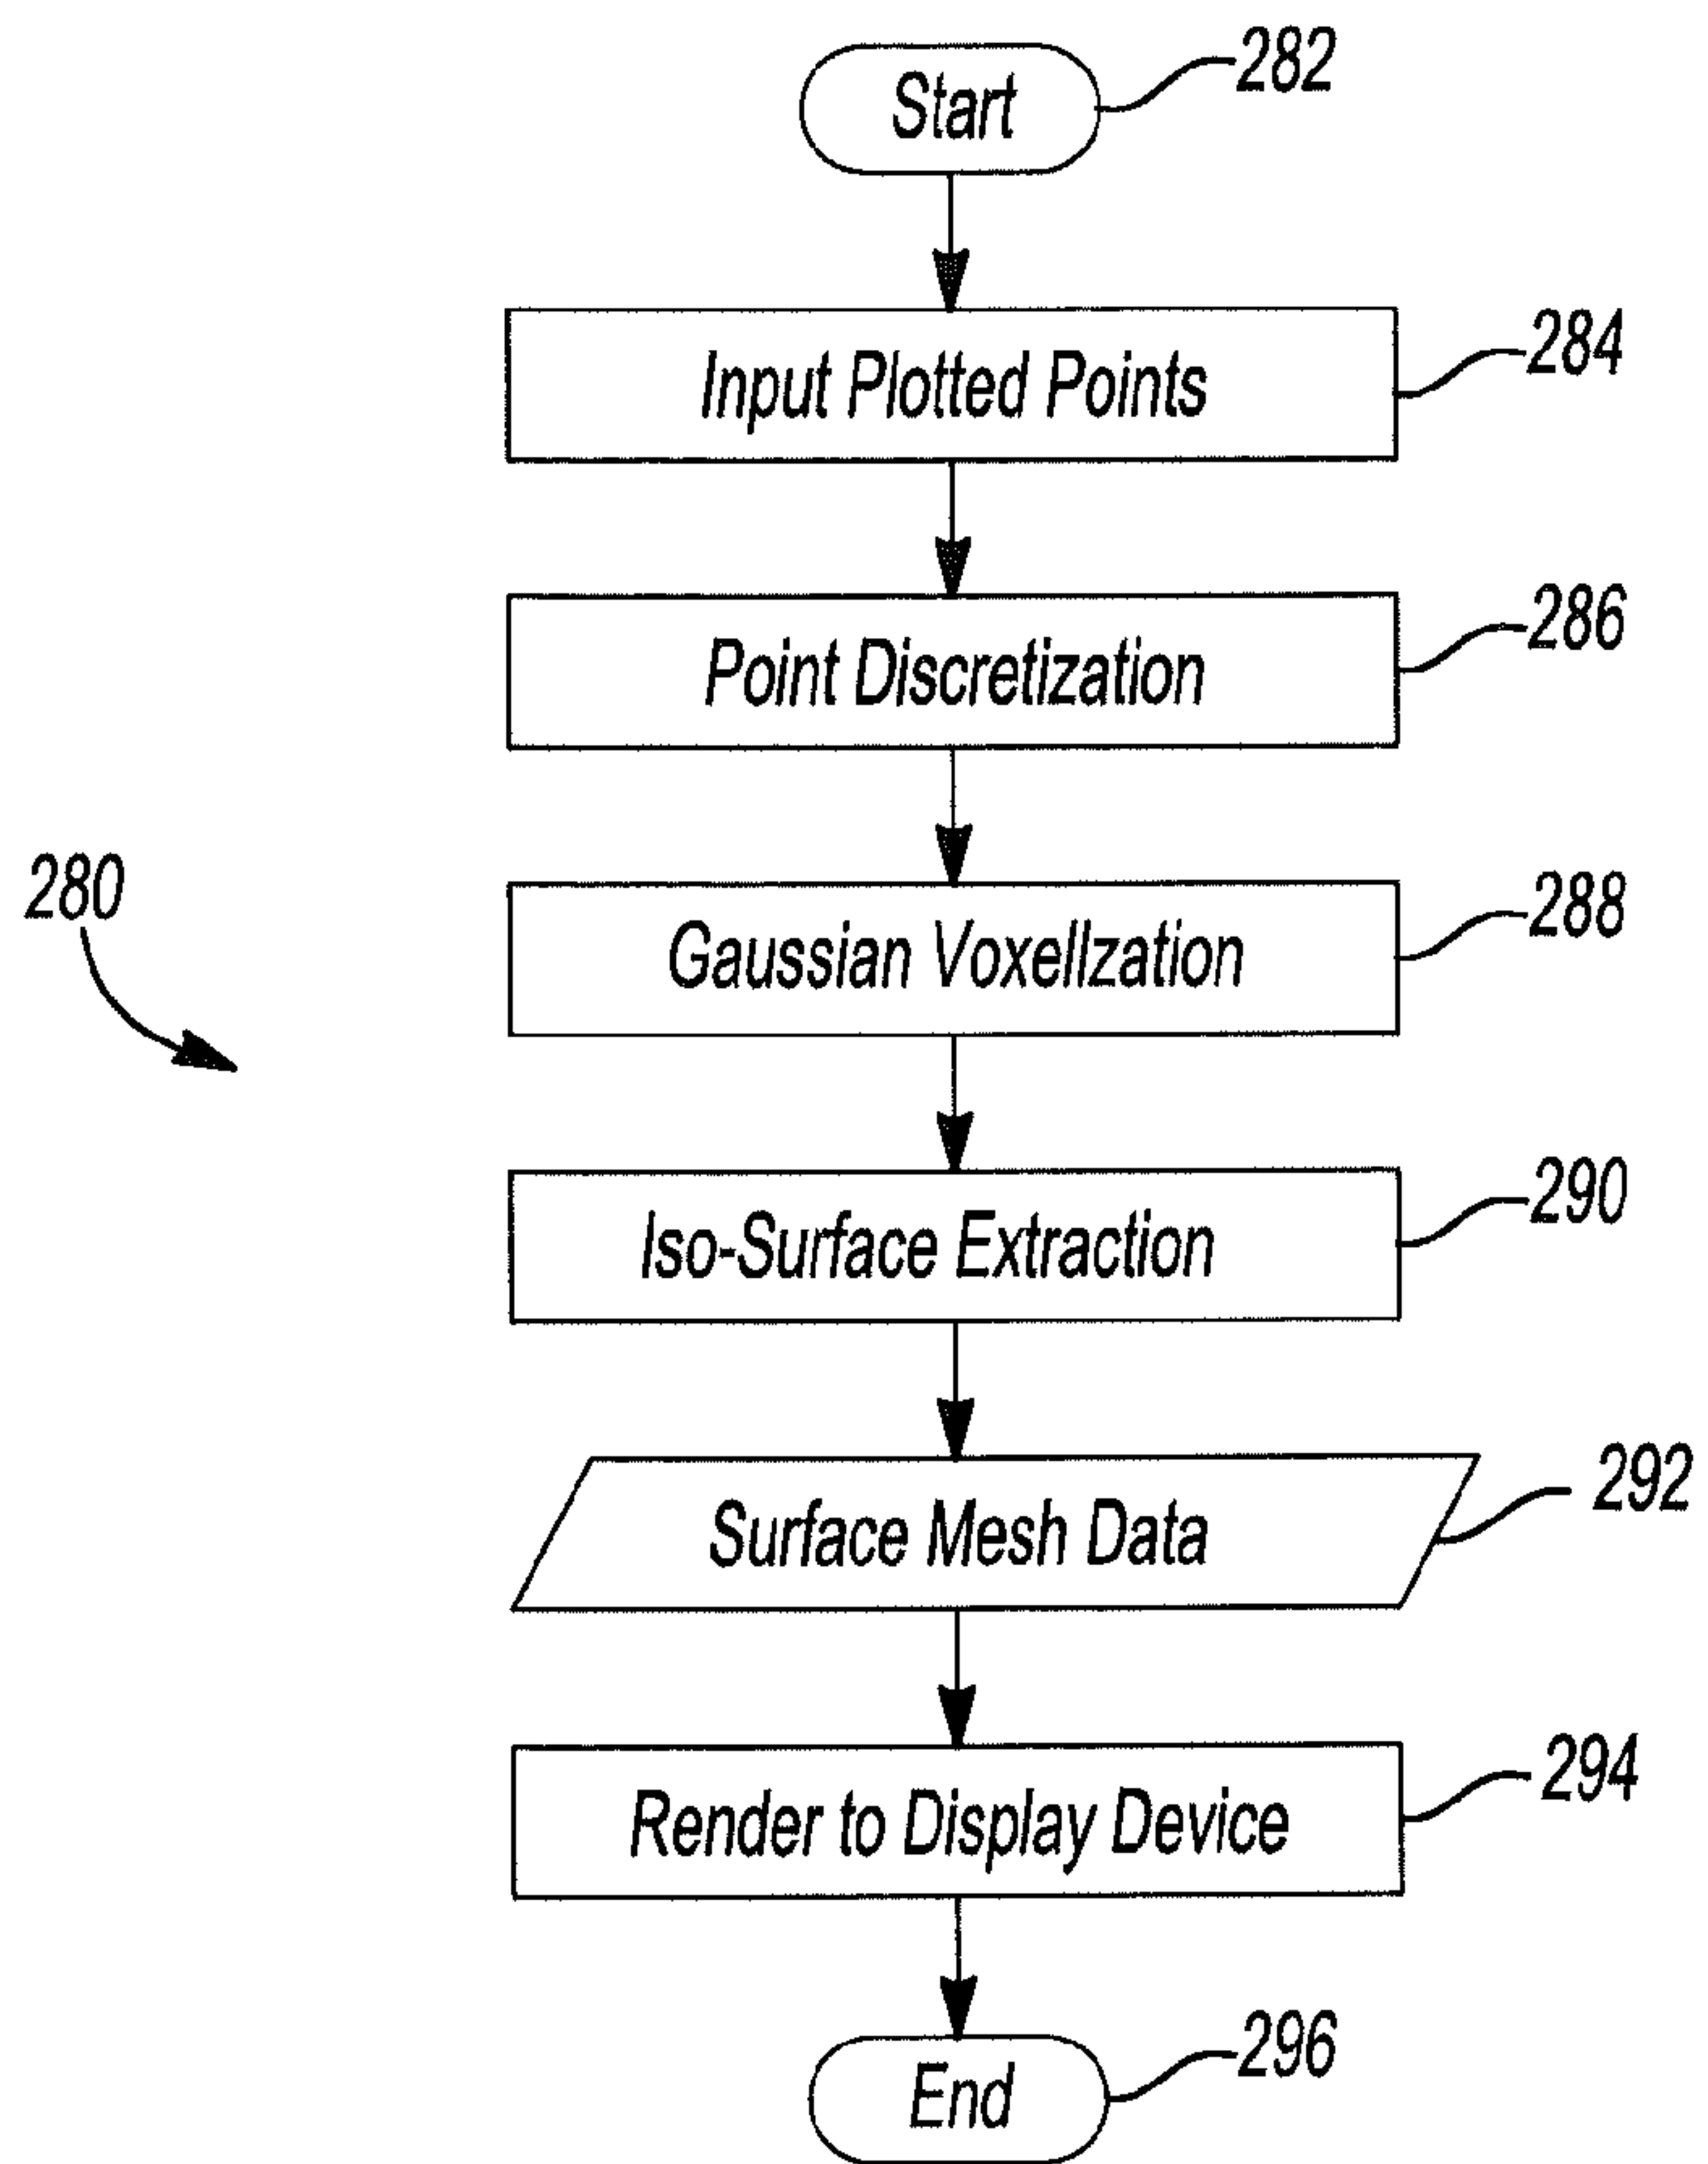 Start
282
Input Plotted Points
284
Point Discretization
286
280
Gaussian VoxelIzation
288
Iso-Surface Extraction
290
Surface Mesh Data
292
Render to Display Device
294
End
296